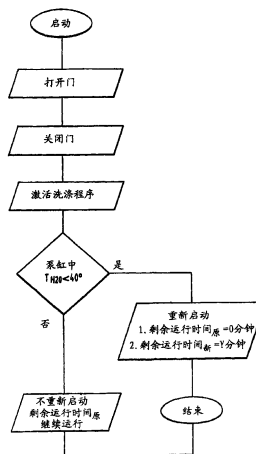 启动
打开门
关闭门
激活洗涤程序
泵缸中
T H2O<40°
是
否
重新启动
1.剩余运行时间原=0分钟
2.剩余运行时间新=Y分钟
不重新启动
剩余运行时间原
继续运行
结束